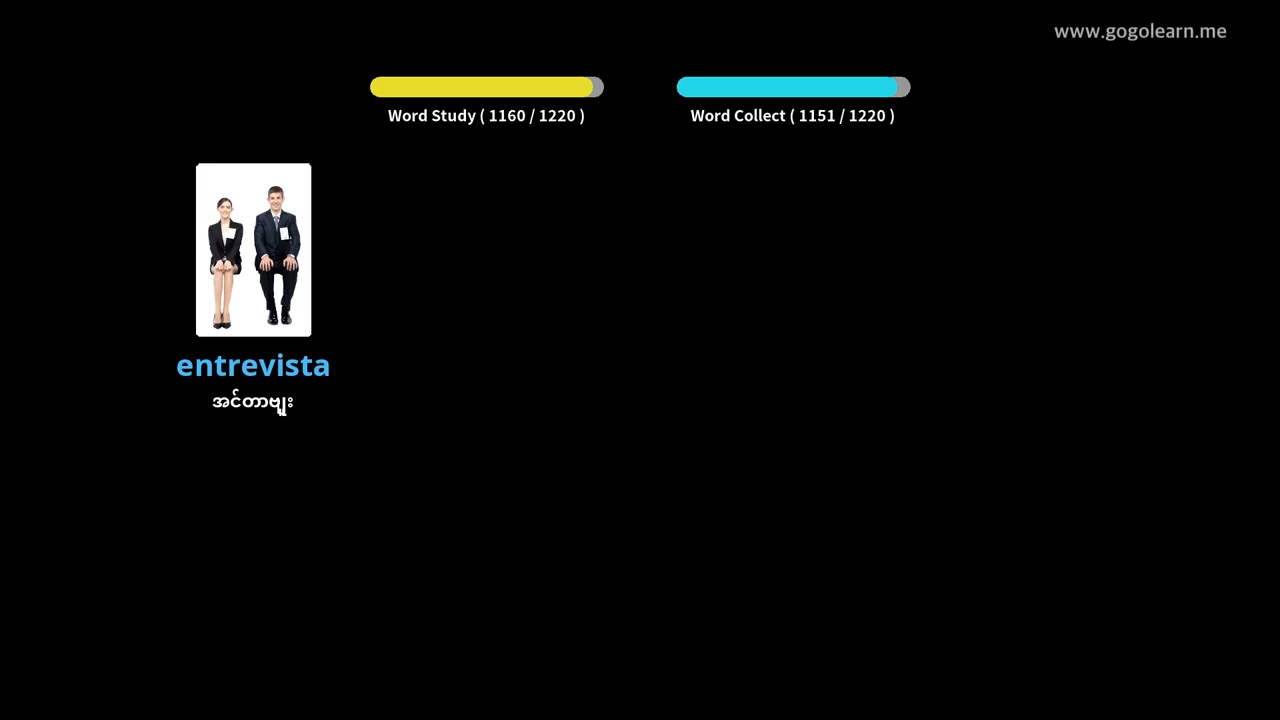 www.gogolearn.me
Word Study ( 1160 / 1220 )
Word Collect ( 1151 / 1220 )
entrevista
အင်တာဗျူး